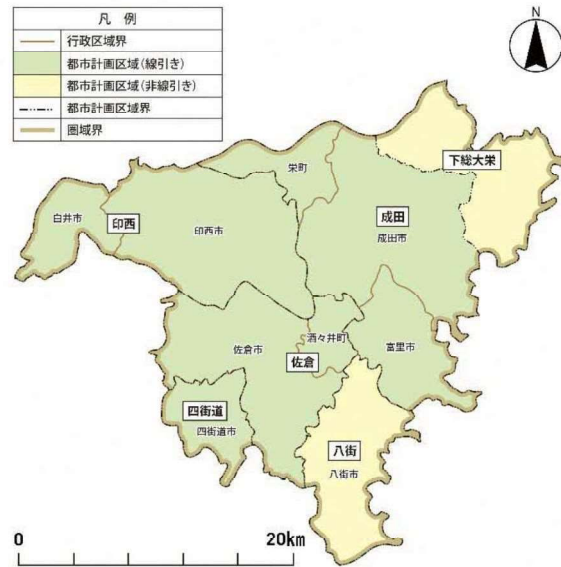 凡 例
行政区域界
都市計画区域(線引き)
都市計画区域(非線引き)
都市計画区域界
圏域界
N
下総大栄
栄町
成田
成田市
白井市
印西
印西市
酒々井町
佐倉市
佐倉
富里市
四街道
四街道市
八街
八街市
0
20km